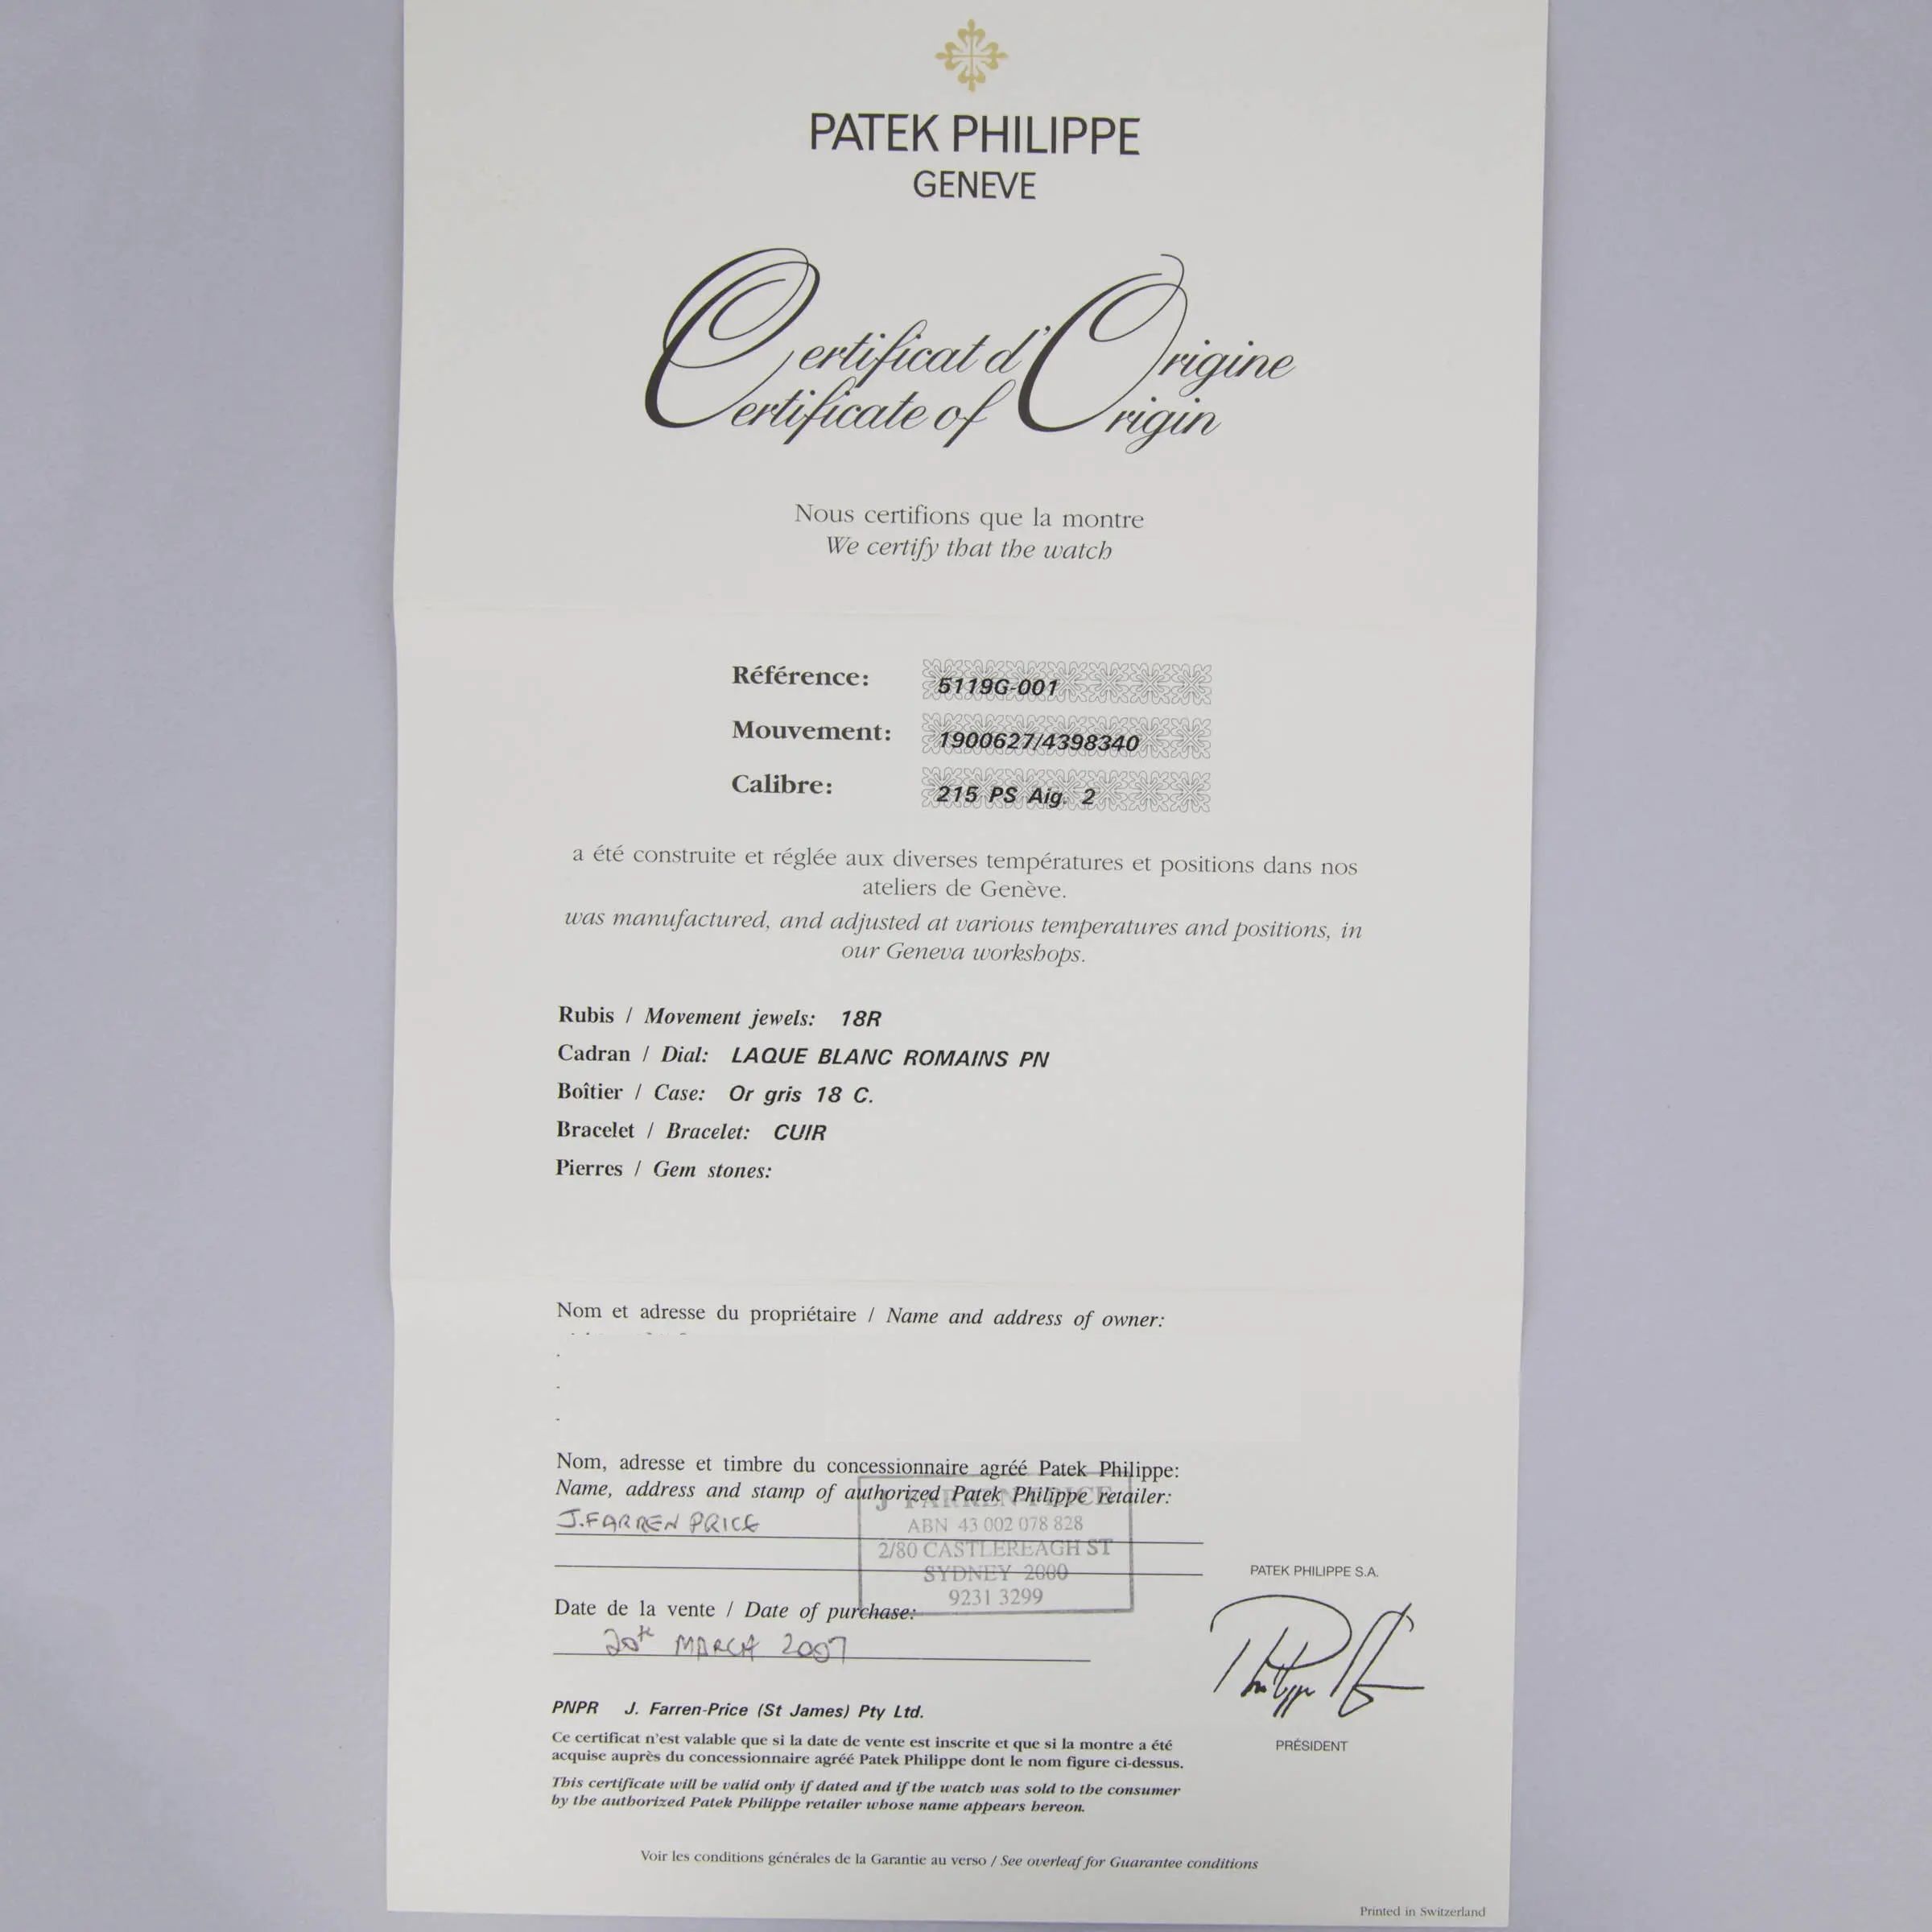 PATEK PHILIPPE
GENEVE
Certificat d'Origine
Certificate of Origin
Nous certifions que la montre
We certify that the watch
Référence: 5119G-001
Mouvement: 1900627/4398340
Calibre: 215 PS Aig. 2
a été construite et réglée aux diverses températures et positions dans nos
ateliers de Genève.
was manufactured, and adjusted at various temperatures and positions, in
our Geneva workshops.
Rubis / Movement jewels: 18R
Cadran / Dial: LAQUE BLANC ROMAINS PN
Boîtier / Case: Or gris 18 C.
Bracelet / Bracelet: CUIR
Pierres / Gem stones:
Nom et adresse du propriétaire / Name and address of owner:
Nom, adresse et timbre du concessionnaire agréé Patek Philippe:
Name, address and stamp of authorized Patek Philippe retailer:
J.FARREN PRICE
J FARREN-PRICE
ABN 43 002 078 828
2/80 CASTLEREAGH ST
SYDNEY 2000
9231 3299
Date de la vente / Date of purchase:
20th MARCH 2007
PATEK PHILIPPE S.A.
PRÉSIDENT
PNPR J. Farren-Price (St James) Pty Ltd.
Ce certificat n'est valable que si la date de vente est inscrite et que si la montre a été
acquise auprès du concessionnaire agréé Patek Philippe dont le nom figure ci-dessus.
This certificate will be valid only if dated and if the watch was sold to the consumer
by the authorized Patek Philippe retailer whose name appears hereon.
Voir les conditions générales de la Garantie au verso / See overleaf for Guarantee conditions
Printed in Switzerland